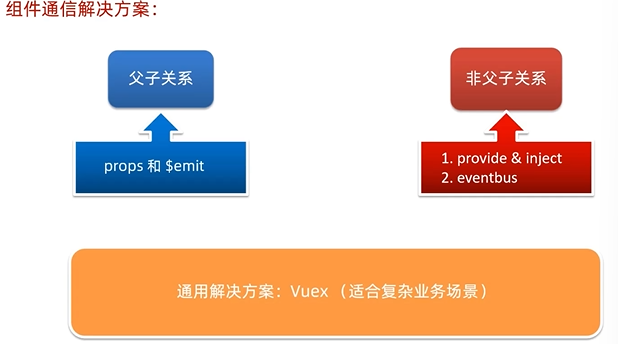 组件通信解决方案：
父子关系
非父子关系
props 和 $emit
1. provide & inject
2. eventbus
通用解决方案：Vuex （适合复杂业务场景）